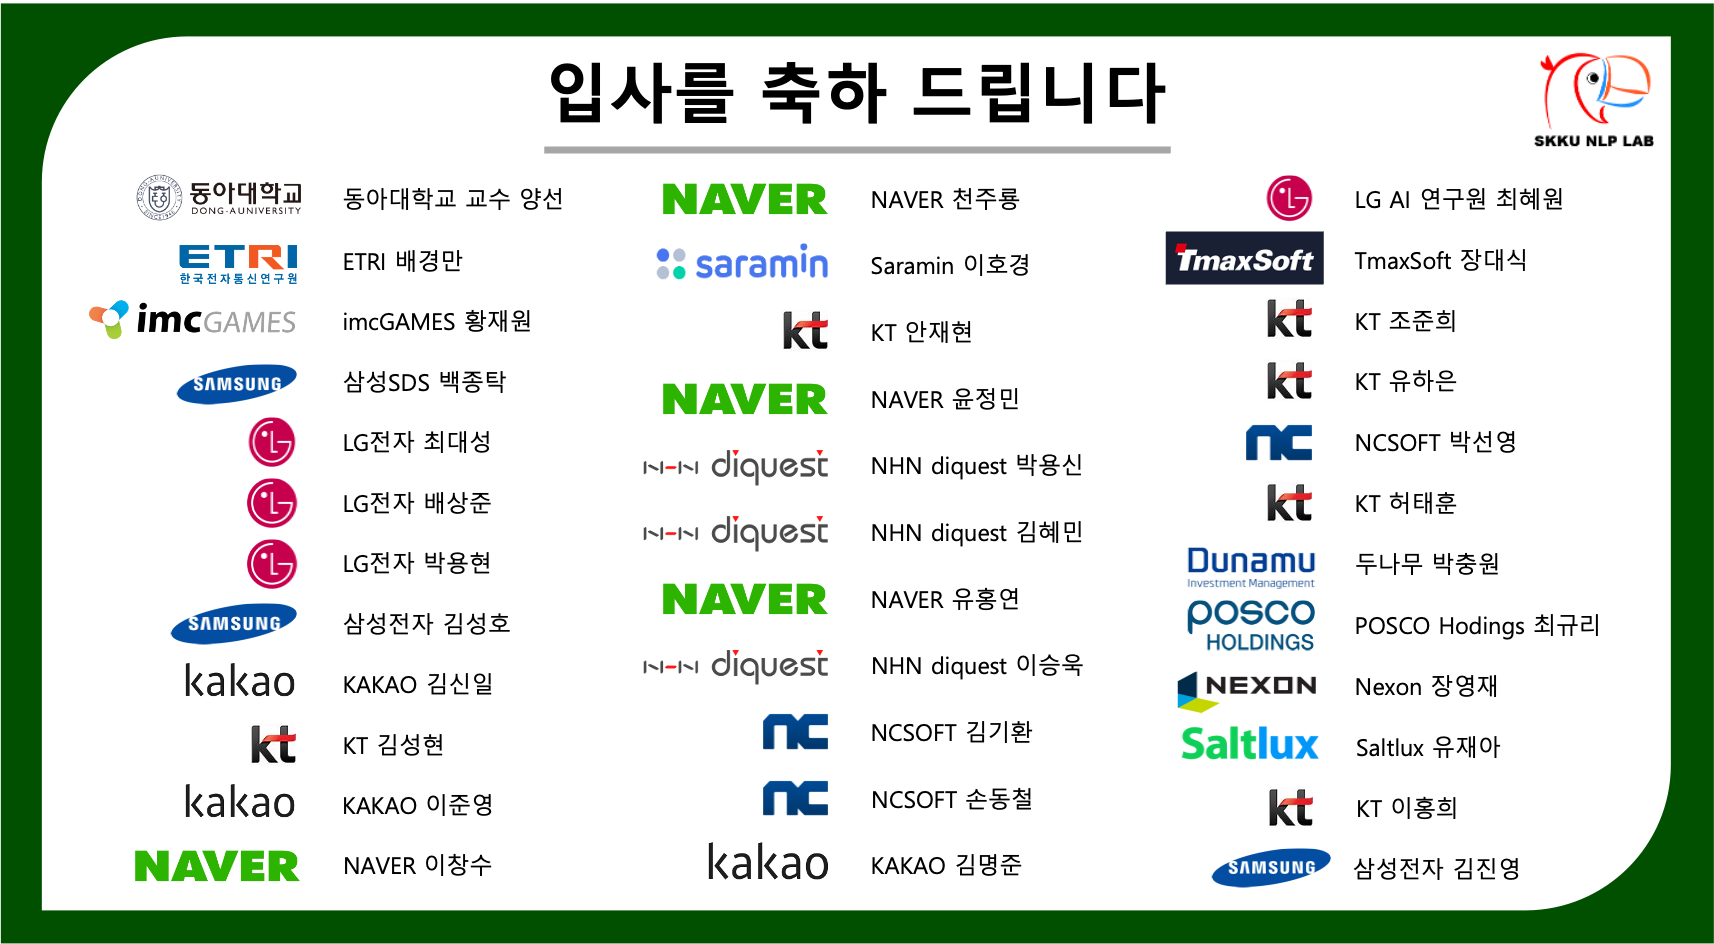 입사를 축하 드립니다
SKKU NLP LAB
동아대학교
DONG-A UNIVERSITY
동아대학교 교수 양선
ETRI
한국전자통신연구원
ETRI 배경만
imcGAMES
imcGAMES 황재원
SAMSUNG
삼성SDS 백종탁
LG
LG전자 최대성
LG
LG전자 배상준
LG
LG전자 박용현
SAMSUNG
삼성전자 김성호
kakao
KAKAO 김신일
kt
KT 김성현
kakao
KAKAO 이준영
NAVER
NAVER 이창수
NAVER
NAVER 천주룡
saramin
Saramin 이호경
kt
KT 안재현
NAVER
NAVER 윤정민
NHN diquest
NHN diquest 박용신
NHN diquest
NHN diquest 김혜민
NAVER
NAVER 유홍연
NHN diquest
NHN diquest 이승욱
nc
NCSOFT 김기환
nc
NCSOFT 손동철
kakao
KAKAO 김명준
LG
LG AI 연구원 최혜원
TmaxSoft
TmaxSoft 장대식
kt
KT 조준희
kt
KT 유하은
nc
NCSOFT 박선영
kt
KT 허태훈
Dunamu
Investment Management
두나무 박충원
posco
HOLDINGS
POSCO Hodings 최규리
NEXON
Nexon 장영재
Saltlux
Saltlux 유재아
kt
KT 이홍희
SAMSUNG
삼성전자 김진영